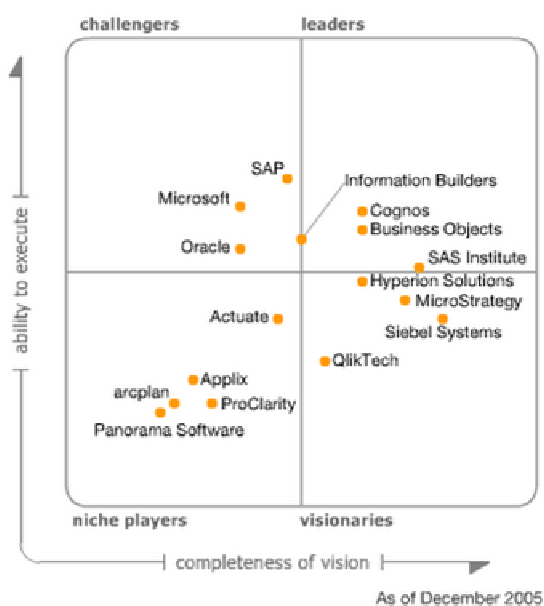 challengers
leaders
SAP
Information Builders
Microsoft
Cognos
Business Objects
Oracle
SAS Institute
Hyperion Solutions
MicroStrategy
Actuate
Siebel Systems
QlikTech
Applix
arcplan
ProClarity
Panorama Software
ability to execute
niche players
visionaries
completeness of vision
As of December 2005